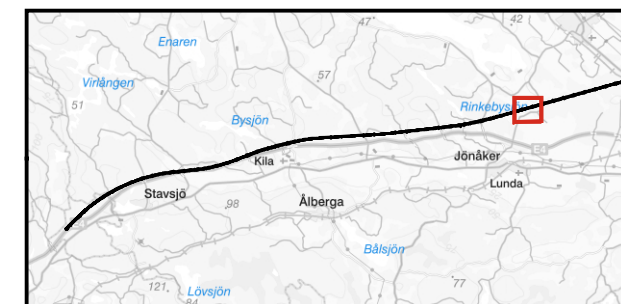 47
42
Enaren
57
Virlången
51
Rinkebysjön
Bysjön
E4
Kila
Jönåker
Stavsjö
Lunda
98
Ålberga
Bålsjön
121
Lövsjön
77
84